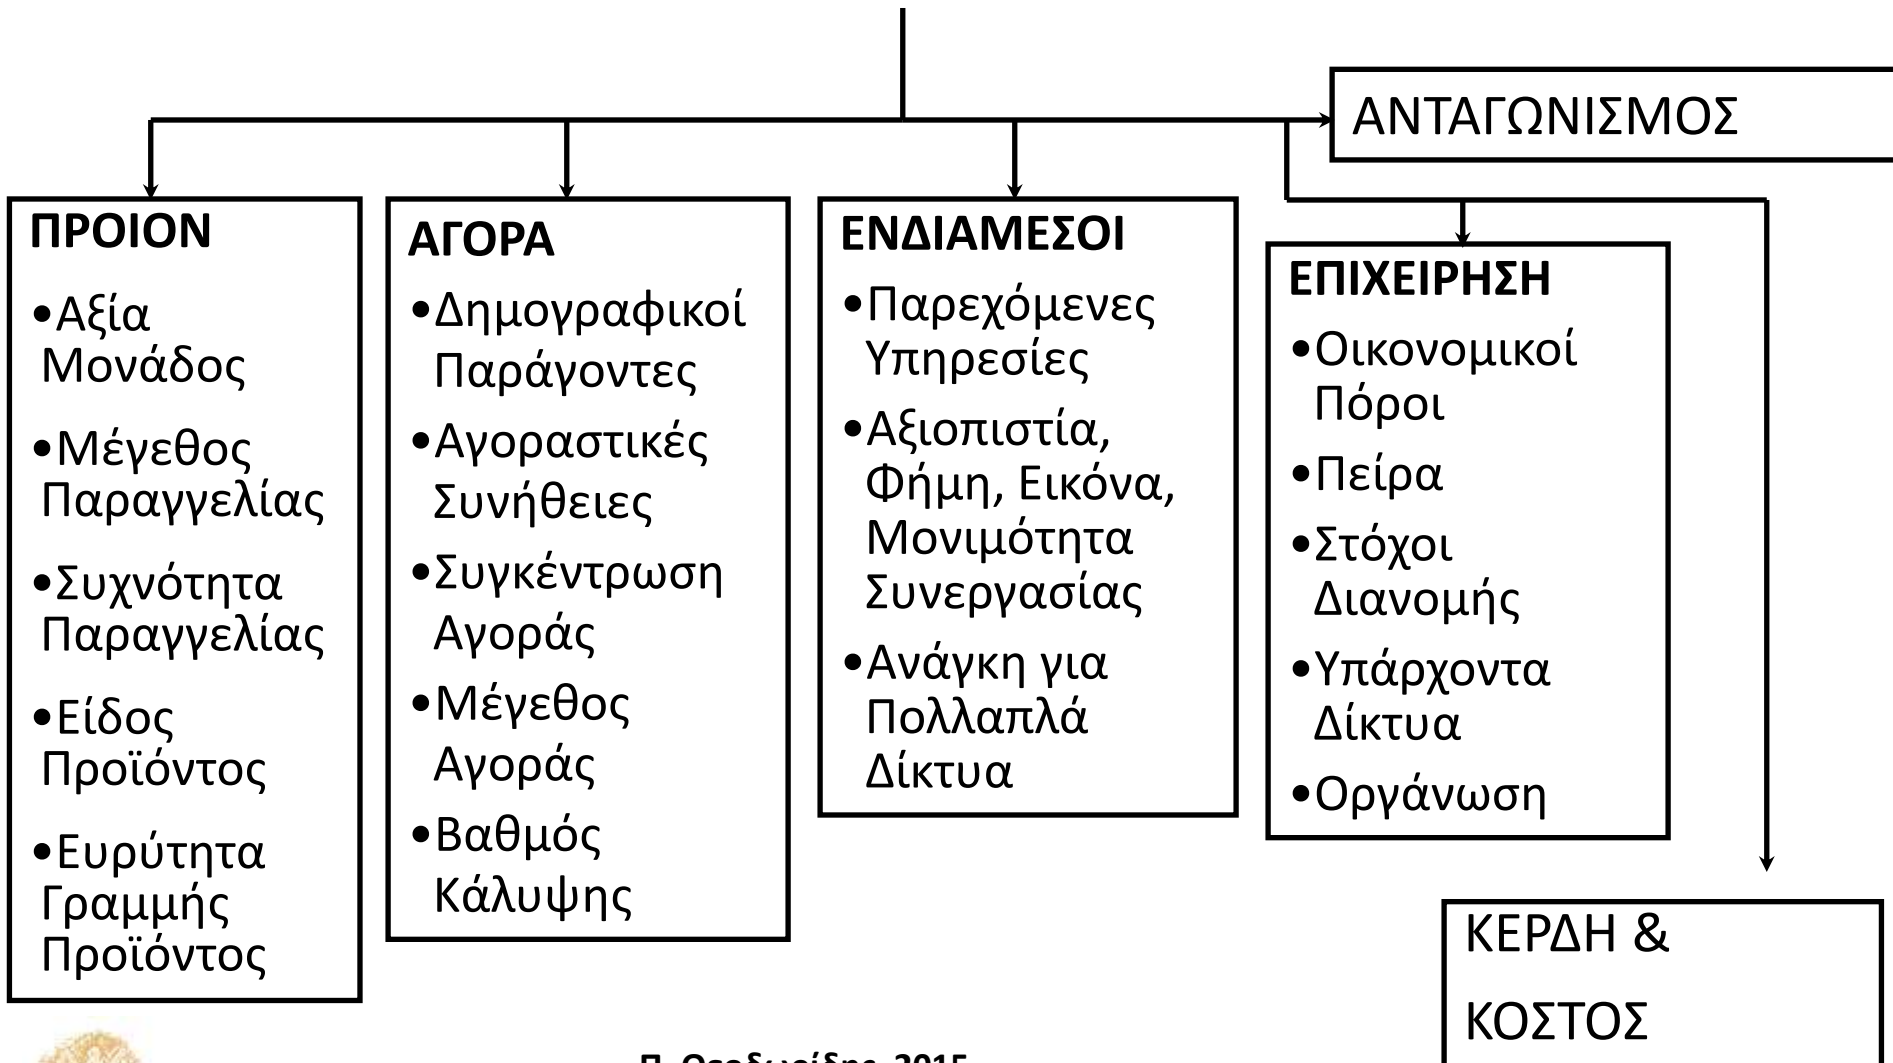 ΑΝΤΑΓΩΝΙΣΜΟΣ
ΠΡΟΙΟΝ
•Αξία
Μονάδος
•Μέγεθος
Παραγγελίας
•Συχνότητα
Παραγγελίας
•Είδος
Προϊόντος
•Ευρύτητα
Γραμμής
Προϊόντος
ΑΓΟΡΑ
•Δημογραφικοί
Παράγοντες
•Αγοραστικές
Συνήθειες
•Συγκέντρωση
Αγοράς
•Μέγεθος
Αγοράς
•Βαθμός
Κάλυψης
ΕΝΔΙΑΜΕΣΟΙ
•Παρεχόμενες
Υπηρεσίες
•Αξιοπιστία,
Φήμη, Εικόνα,
Μονιμότητα
Συνεργασίας
•Ανάγκη για
Πολλαπλά
Δίκτυα
ΕΠΙΧΕΙΡΗΣΗ
•Οικονομικοί
Πόροι
•Πείρα
•Στόχοι
Διανομής
•Υπάρχοντα
Δίκτυα
•Οργάνωση
ΚΕΡΔΗ &
ΚΟΣΤΟΣ
Π. Θεοδωρίδης, 2015